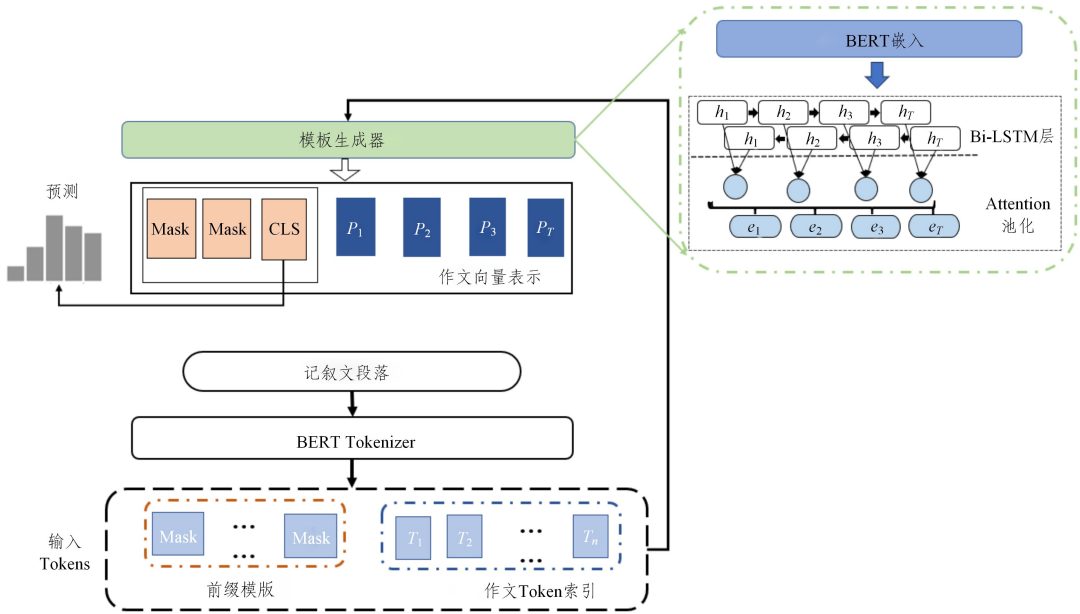 BERT嵌入
h1 h2 h3 hT
h1 h2 h3 hT
Bi-LSTM层
Attention
池化
e1 e2 e3 eT
模板生成器
预测
Mask Mask CLS P1 P2 P3 PT
作文向量表示
记叙文段落
BERT Tokenizer
输入
Tokens
Mask ... Mask
...
前缀模版
T1 T2 ... Tn
...
作文Token索引